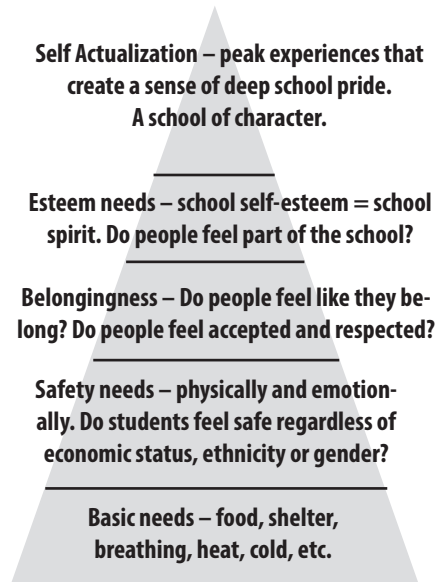 Self Actualization – peak experiences that
create a sense of deep school pride.
A school of character.
Esteem needs – school self-esteem = school
spirit. Do people feel part of the school?
Belongingness – Do people feel like they be-
long? Do people feel accepted and respected?
Safety needs – physically and emotion-
ally. Do students feel safe regardless of
economic status, ethnicity or gender?
Basic needs – food, shelter,
breathing, heat, cold, etc.